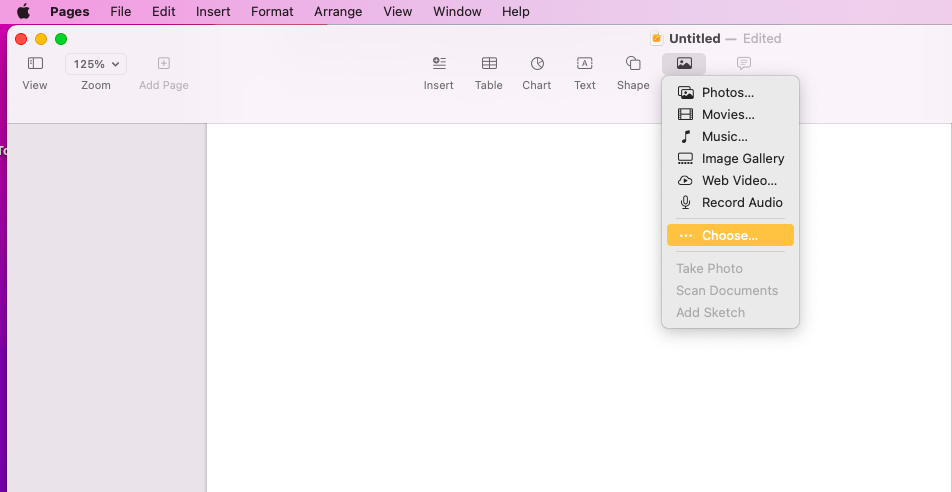 Pages File Edit Insert Format Arrange View Window Help
Untitled — Edited
125%
View Zoom Add Page Insert Table Chart Text Shape
Photos...
Movies...
Music...
Image Gallery
Web Video...
Record Audio
Choose...
Take Photo
Scan Documents
Add Sketch